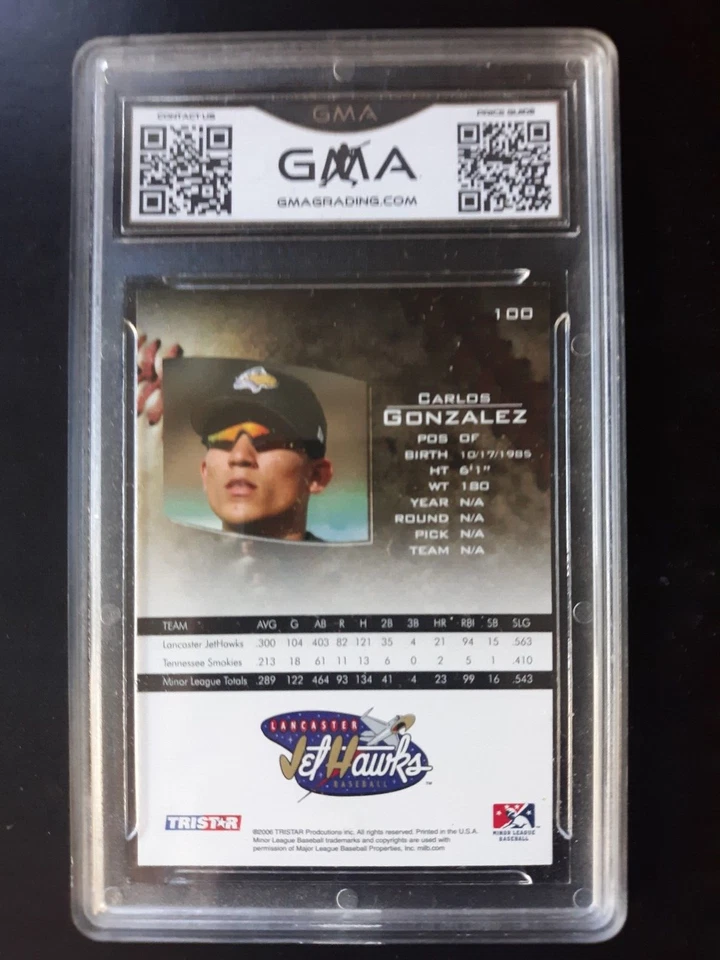 CONTACT US
GMA
PRICE GUIDE
GMA
GMAGRADING.COM
100
CARLOS
GONZALEZ
POS OF
BIRTH 10/17/1985
HT 6'1"
WT 180
YEAR N/A
ROUND N/A
PICK N/A
TEAM N/A
TEAM AVG G AB R H 2B 3B HR RBI SB SLG
Lancaster JetHawks .300 104 403 82 121 35 4 21 94 15 .563
Tennessee Smokies .213 18 61 11 13 6 0 2 5 1 .410
Minor League Totals .289 122 464 93 134 41 4 23 99 16 .543
LANCASTER
JetHawks
BASEBALL TM
TRISTAR
©2006 TRISTAR Productions Inc. All rights reserved. Printed in the U.S.A.
Minor League Baseball trademarks and copyrights are used with
permission of Major League Baseball Properties, Inc. milb.com
MINOR LEAGUE
BASEBALL